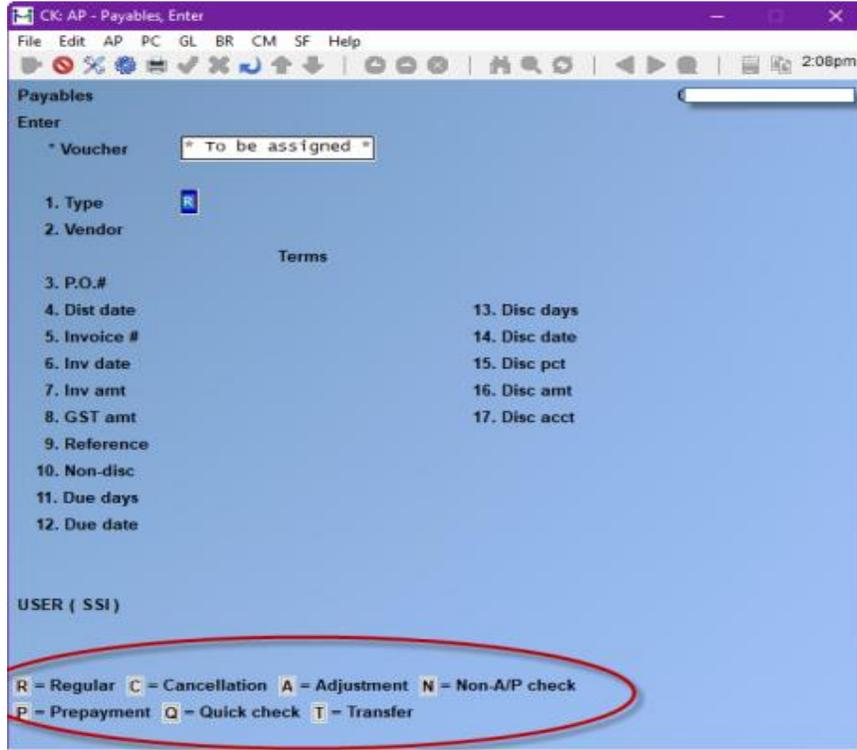 CK: AP - Payables, Enter
File Edit AP PC GL BR CM SF Help
2:08pm
Payables
Enter
* Voucher * To be assigned *
1. Type R
2. Vendor
Terms
3. P.O.#
4. Dist date 13. Disc days
5. Invoice # 14. Disc date
6. Inv date 15. Disc pct
7. Inv amt 16. Disc amt
8. GST amt 17. Disc acct
9. Reference
10. Non-disc
11. Due days
12. Due date
USER ( SSI )
R = Regular C = Cancellation A = Adjustment N = Non-A/P check
P = Prepayment Q = Quick check T = Transfer